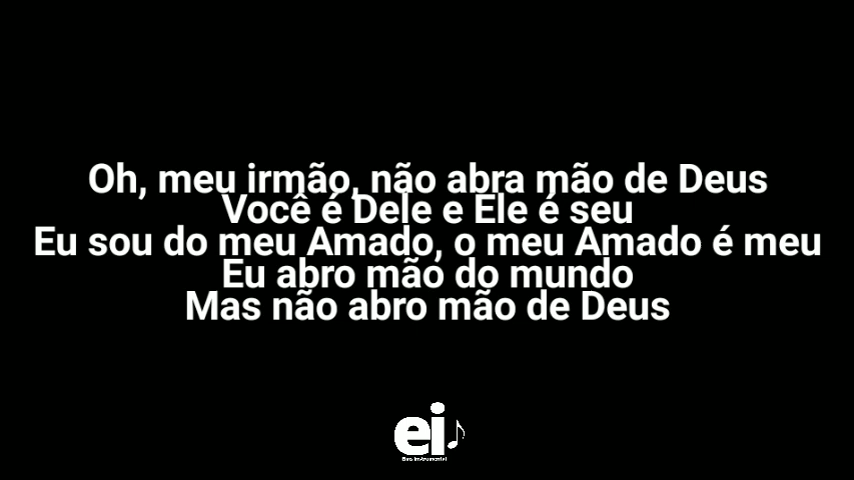 Oh, meu irmão, não abra mão de Deus
Você é Dele e Ele é seu
Eu sou do meu Amado, o meu Amado é meu
Eu abro mão do mundo
Mas não abro mão de Deus
ei